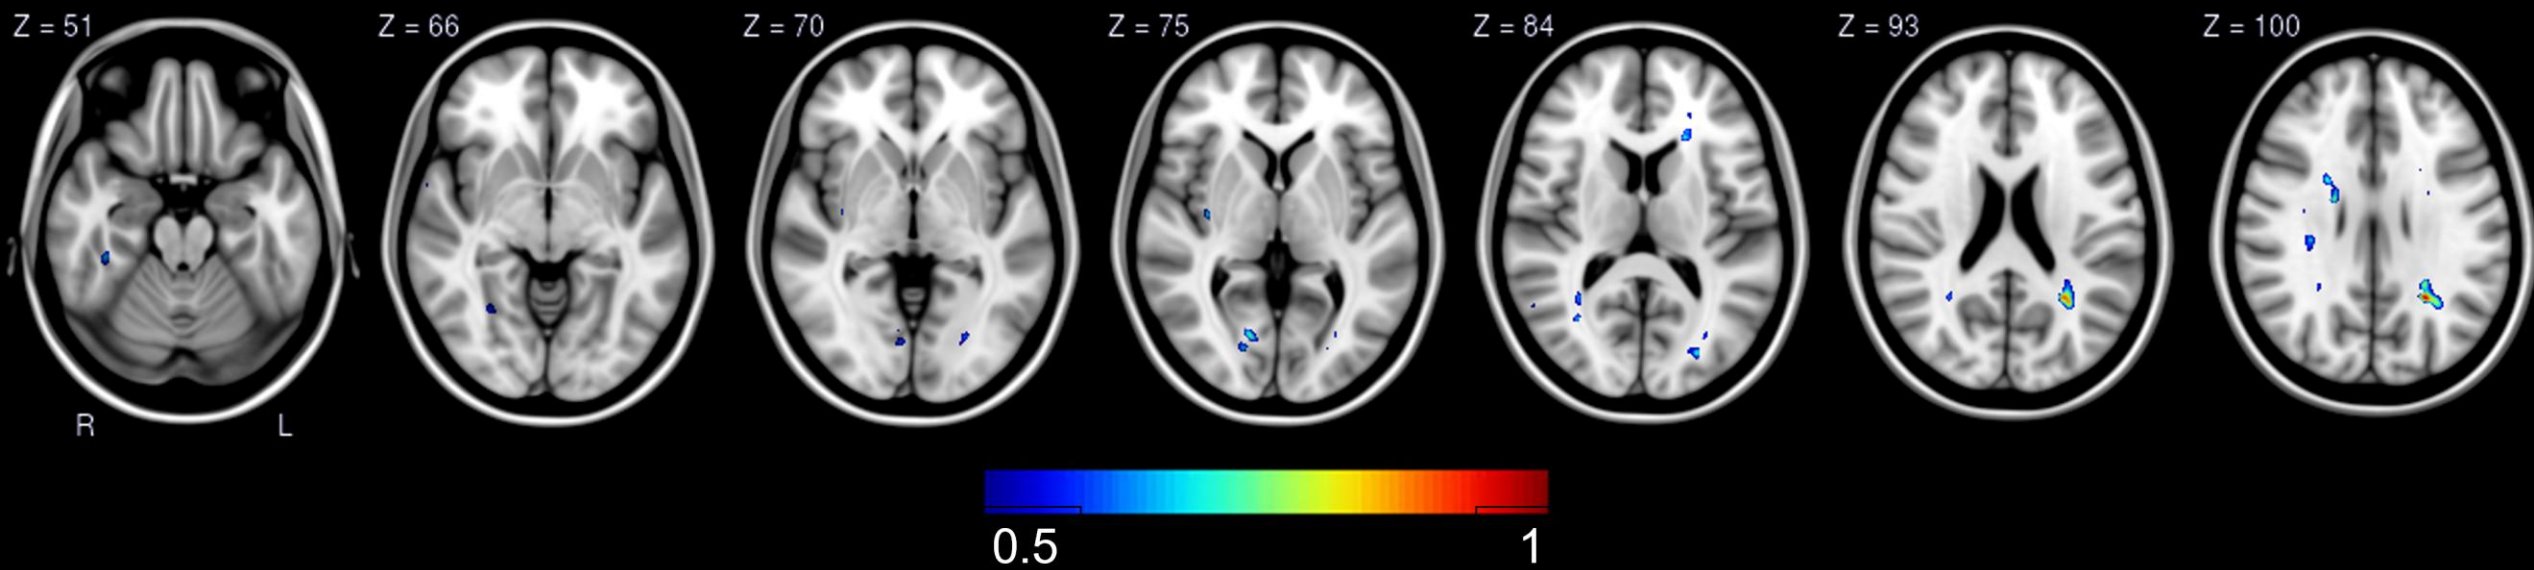 Z = 51
Z = 66
Z = 70
Z = 75
Z = 84
Z = 93
Z = 100
R L
0.5 1